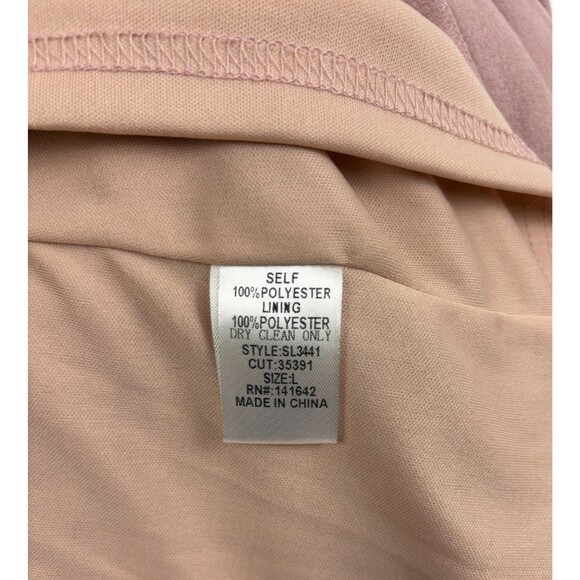 SELF
100%POLYESTER
LINING
100%POLYESTER
DRY CLEAN ONLY
STYLE:SL3441
CUT:35391
SIZE:L
RN#:141642
MADE IN CHINA